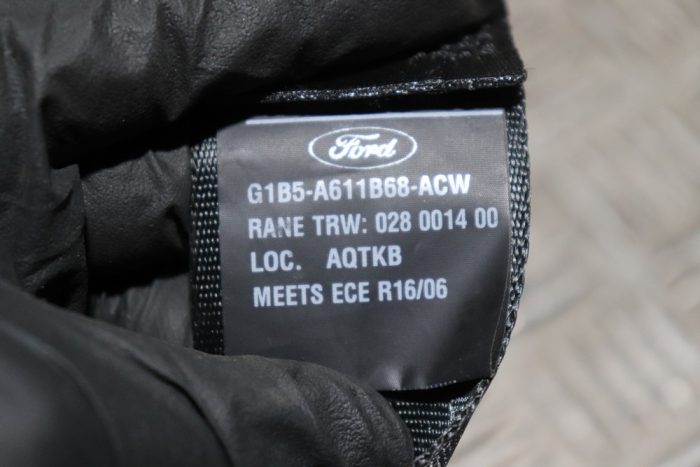 Ford
G1B5-A611B68-ACW
RANE TRW: 028 0014 00
LOC. AQTKB
MEETS ECE R16/06